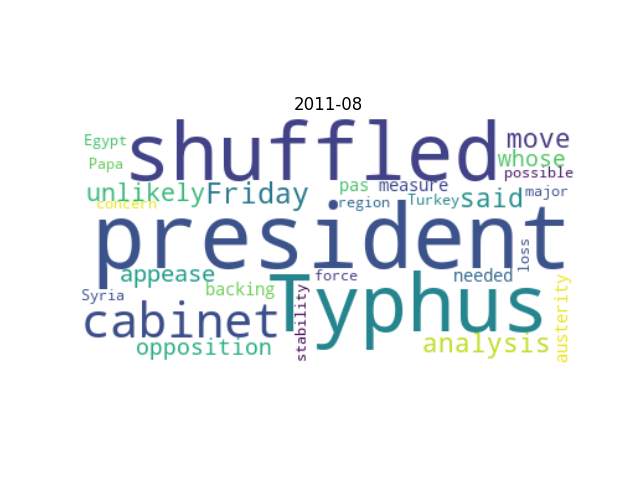 2011-08
Egypt shuffled move
Papa whose
possible
unlikely Friday pas measure major
concern region Turkey said
president
appease force needed loss
Syria backing Typhus
cabinet stability austerity
opposition analysis